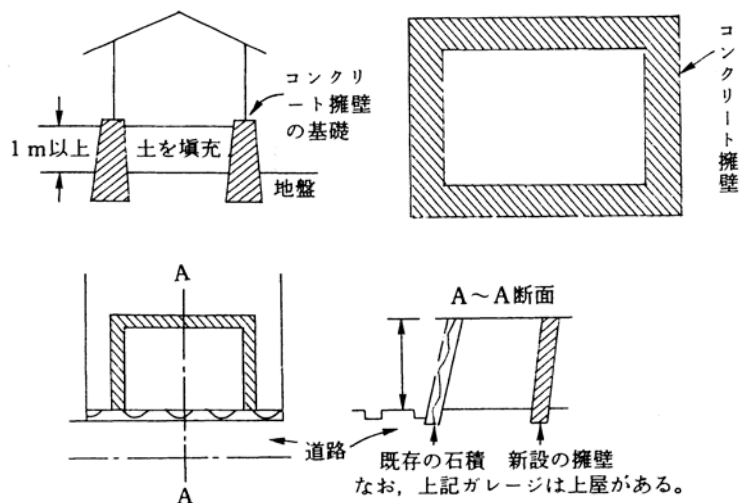 コンクリ
ート擁壁
の基礎
1m以上
土を塡充
地盤
コンクリート擁壁
A
A
道路
A～A断面
既存の石積
新設の擁壁
なお，上記ガレージは上屋がある。